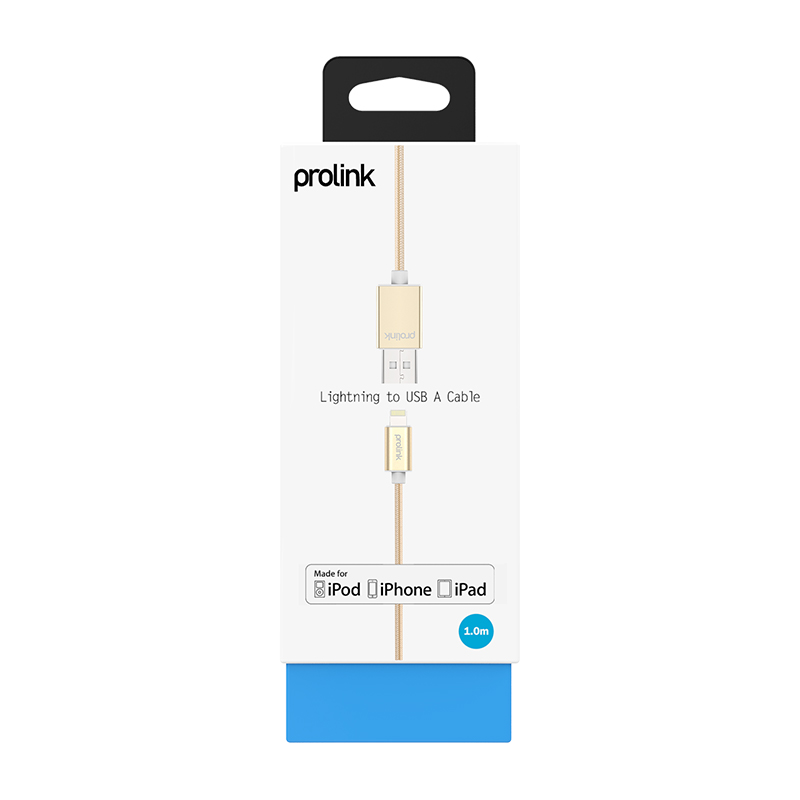 prolink
prolink
Lightning to USB A Cable
prolink
Made for
iPod iPhone iPad
1.0m